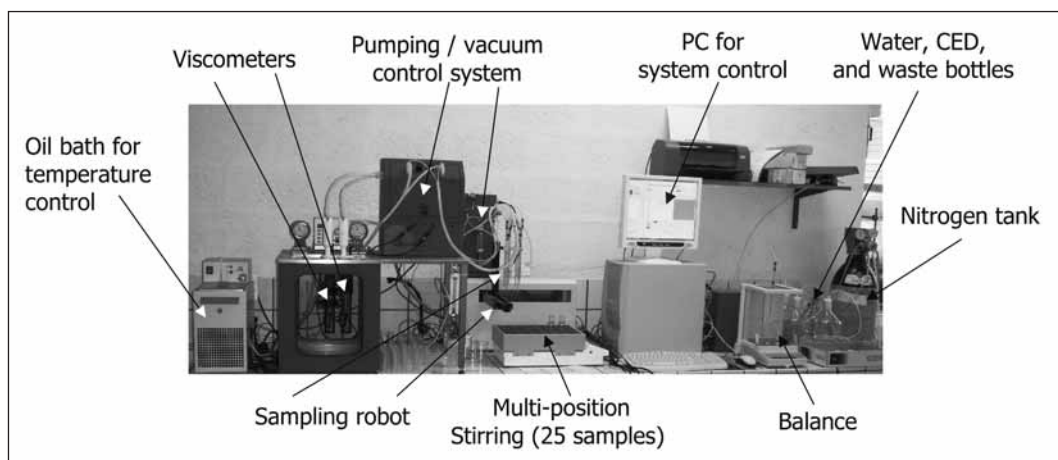 Viscometers
Pumping / vacuum
control system
PC for
system control
Water, CED,
and waste bottles
Oil bath for
temperature
control
Nitrogen tank
Sampling robot
Multi-position
Stirring (25 samples)
Balance